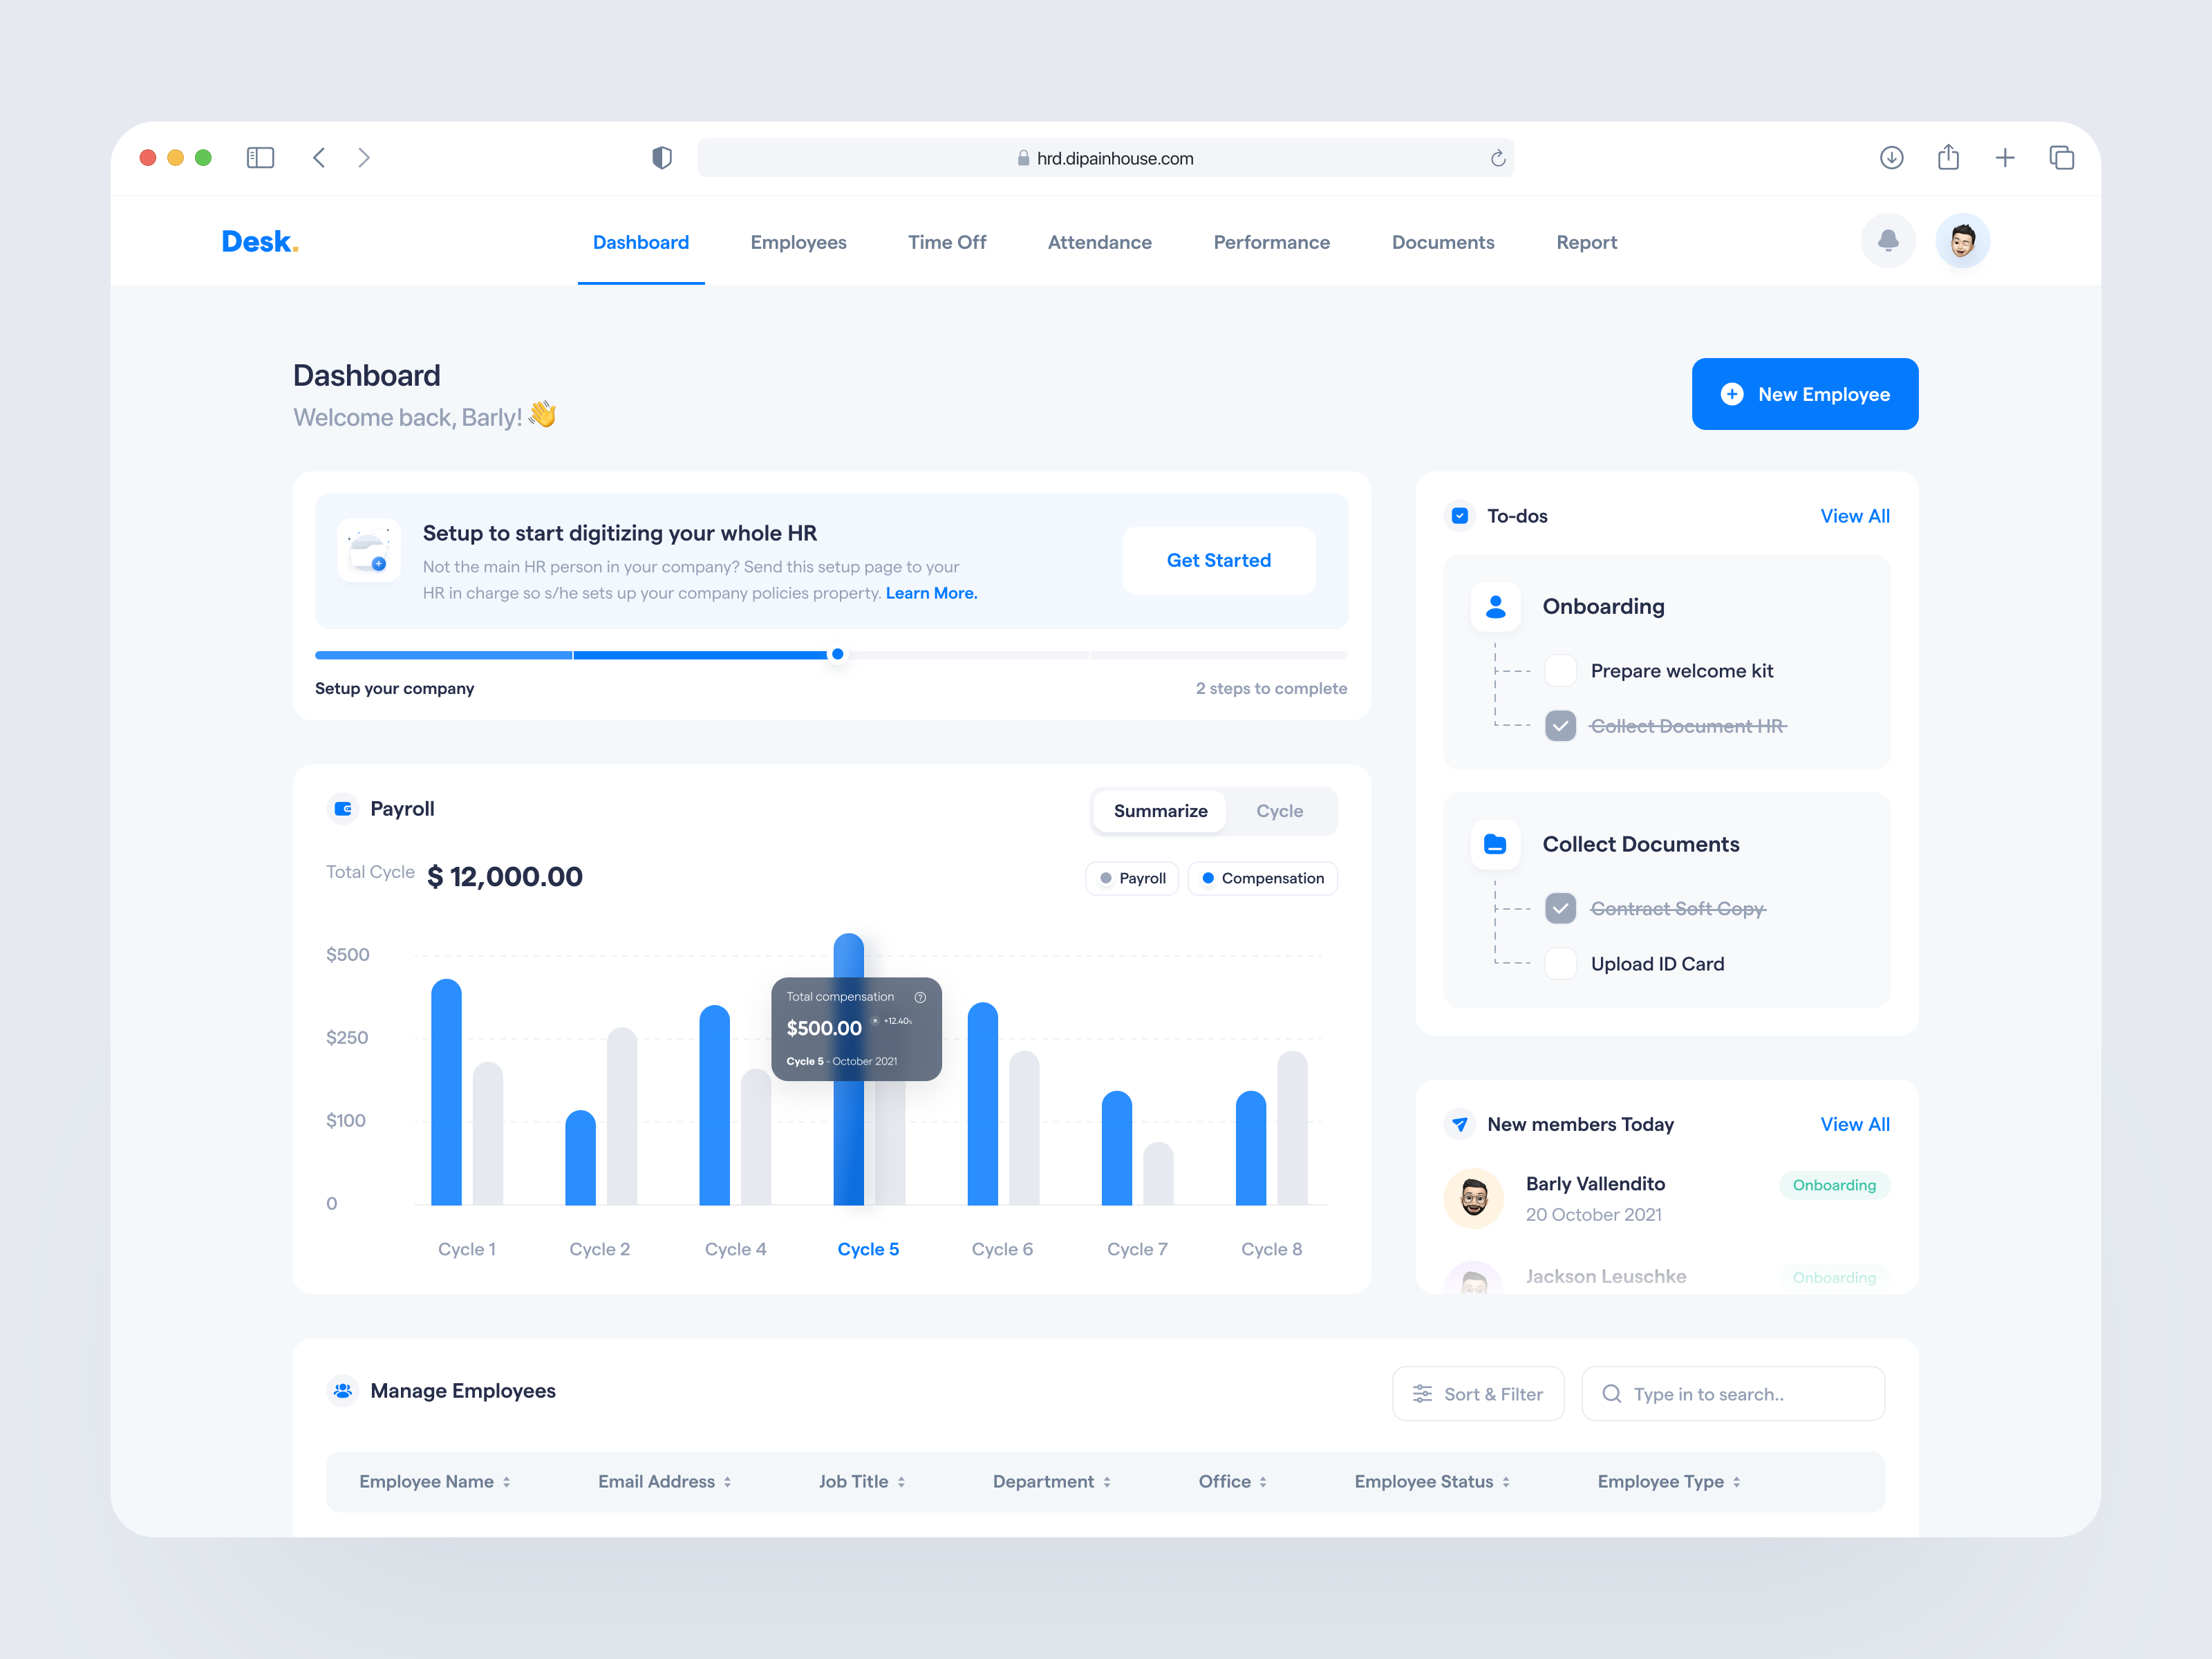 hrd.dipainhouse.com
Desk.
Dashboard
Employees
Time Off
Attendance
Performance
Documents
Report
Dashboard
Welcome back, Barly! 👋
New Employee
Setup to start digitizing your whole HR
Not the main HR person in your company? Send this setup page to your
HR in charge so s/he sets up your company policies property. Learn More.
Get Started
Setup your company
2 steps to complete
To-dos
View All
Onboarding
Prepare welcome kit
Collect Document HR
Collect Documents
Contract Soft Copy
Upload ID Card
Payroll
Summarize
Cycle
Total Cycle $ 12,000.00
Payroll
Compensation
$500
$250
$100
0
Total compensation
$500.00 +12.40%
Cycle 5 - October 2021
Cycle 1
Cycle 2
Cycle 4
Cycle 5
Cycle 6
Cycle 7
Cycle 8
New members Today
View All
Barly Vallendito
Onboarding
20 October 2021
Jackson Leuschke
Onboarding
Manage Employees
Sort & Filter
Type in to search..
Employee Name
Email Address
Job Title
Department
Office
Employee Status
Employee Type